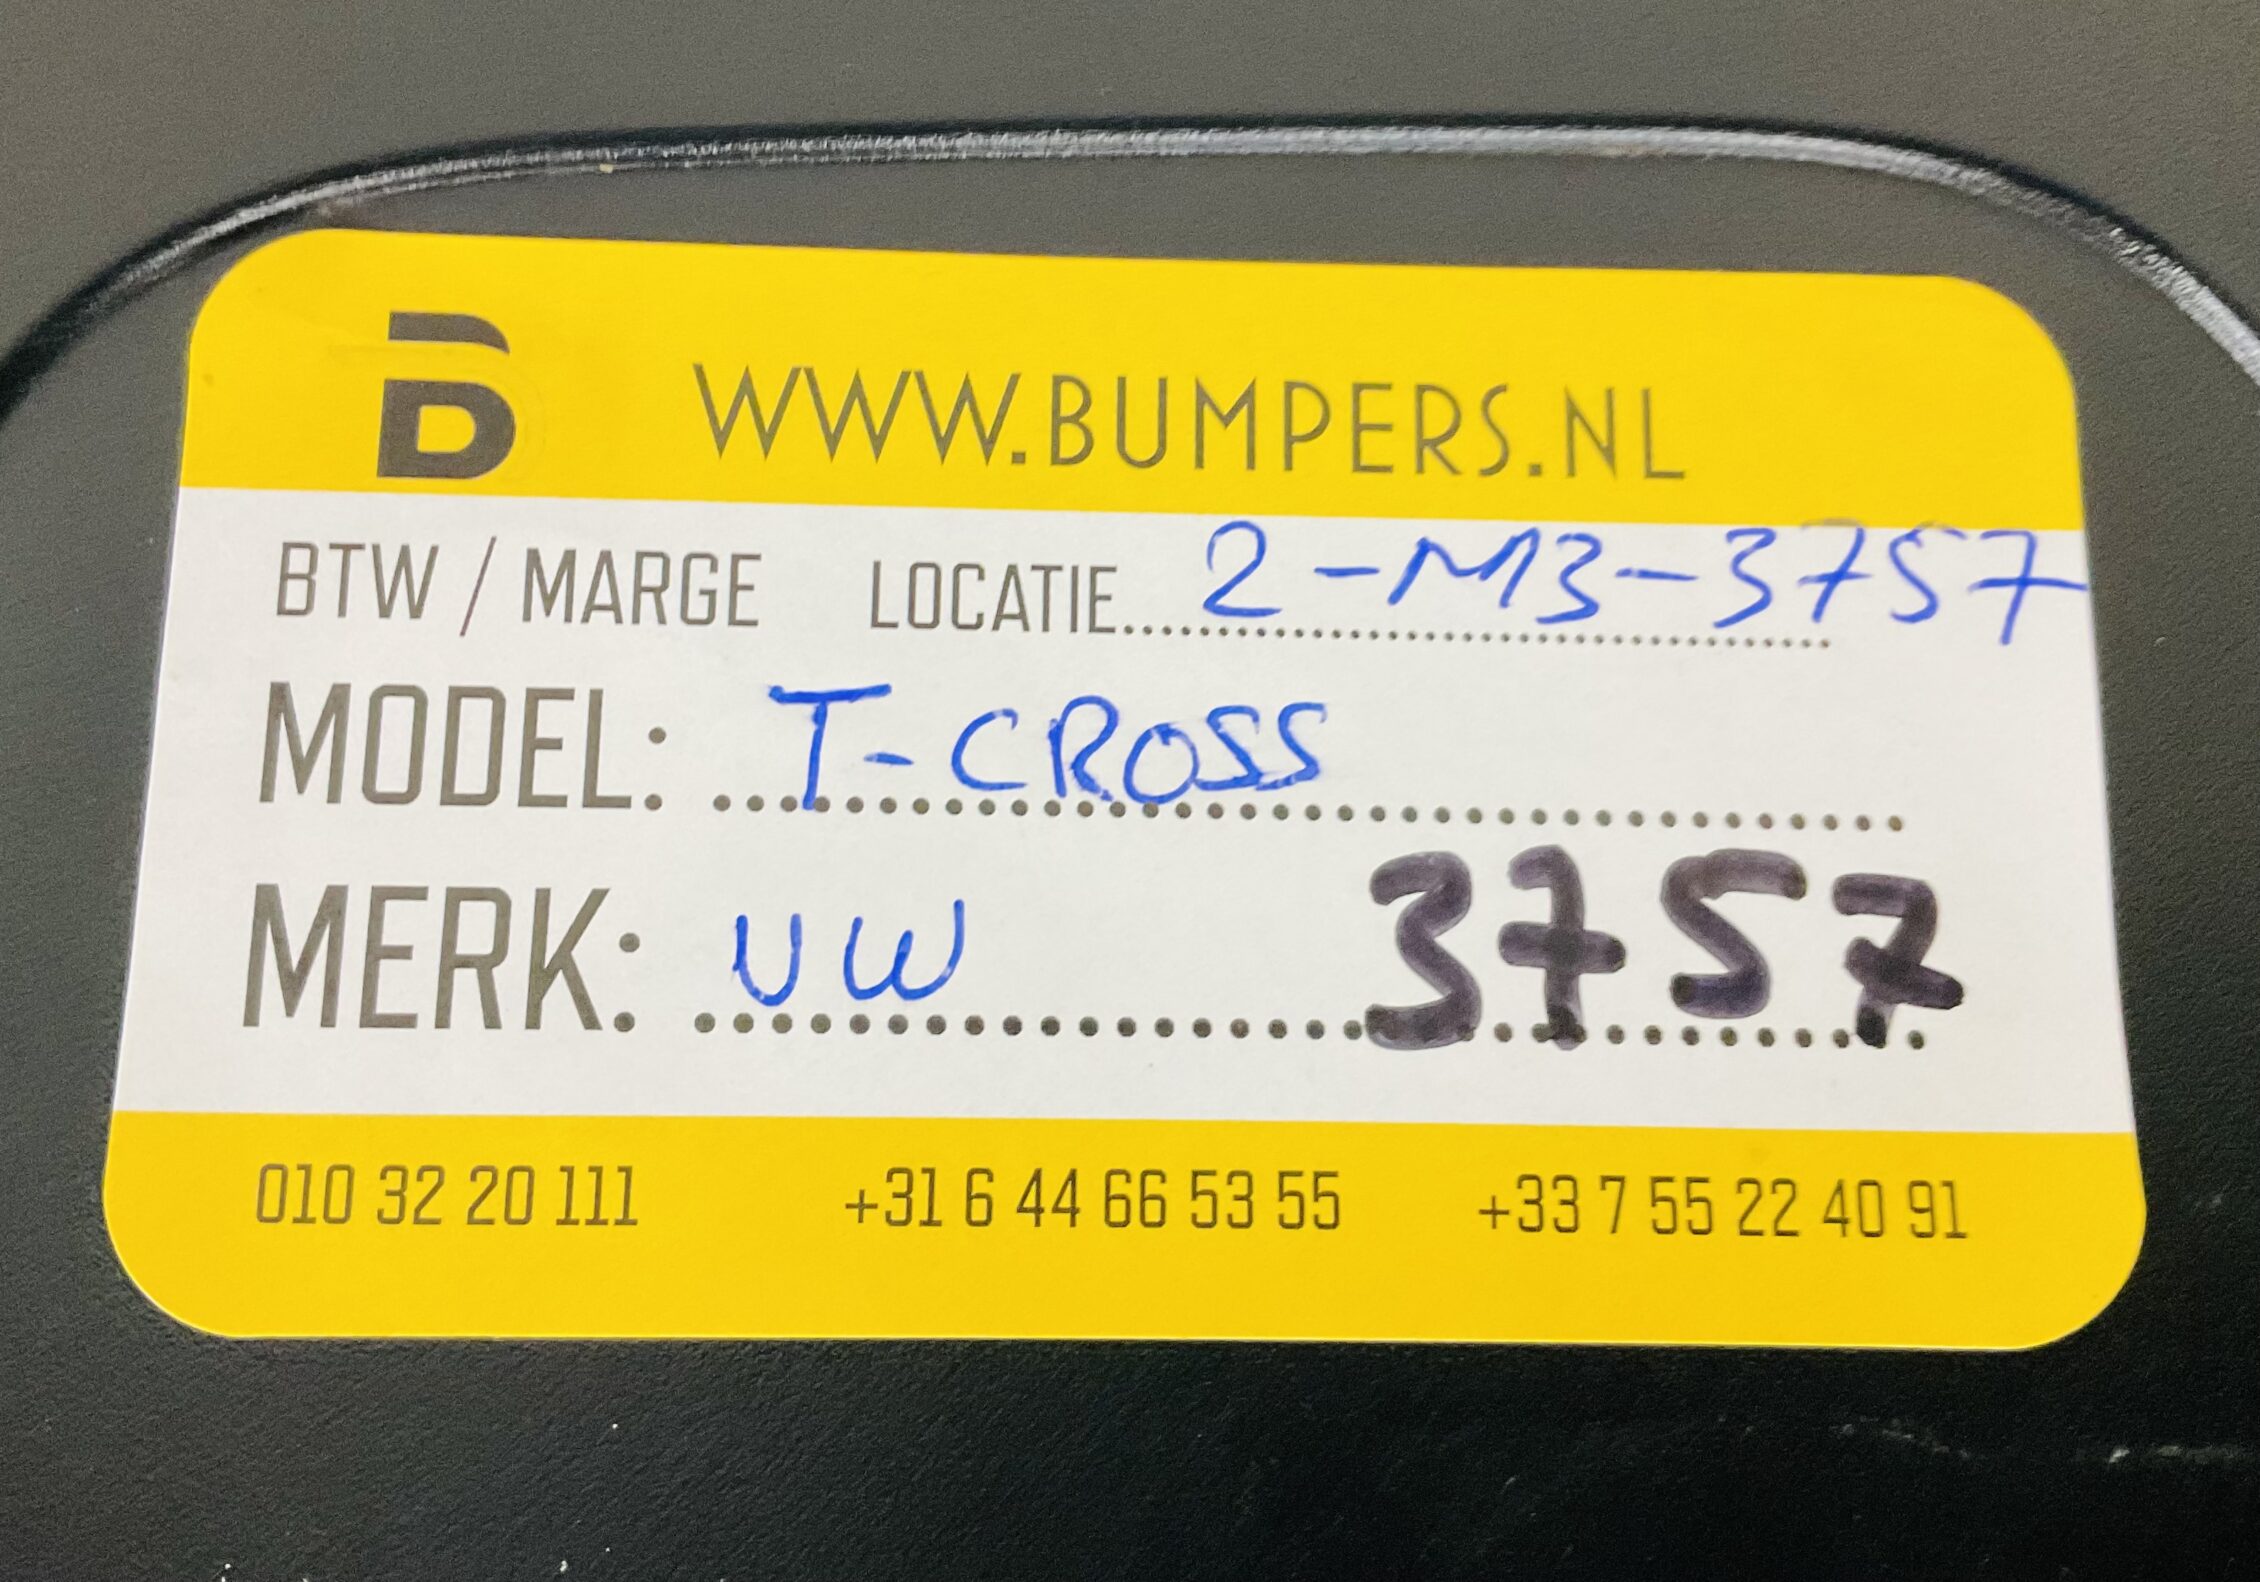 B WWW.BUMPERS.NL
BTW / MARGE LOCATIE 2-M3-3757
MODEL: T-CROSS
MERK: VW 3757
010 32 20 111 +31 6 44 66 53 55 +33 7 55 22 40 91